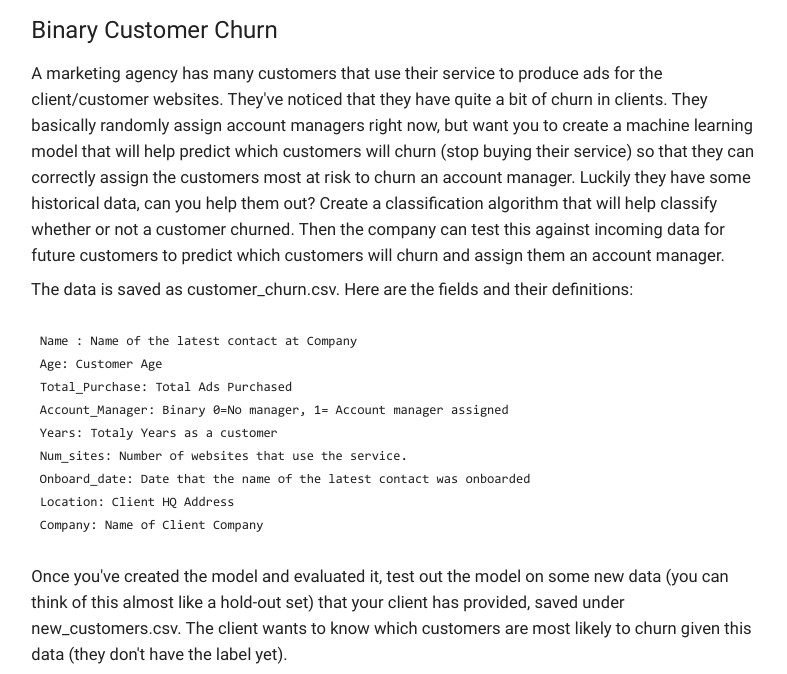 Binary Customer Churn
A marketing agency has many customers that use their service to produce ads for the
client/customer websites. They've noticed that they have quite a bit of churn in clients. They
basically randomly assign account managers right now, but want you to create a machine learning
model that will help predict which customers will churn (stop buying their service) so that they can
correctly assign the customers most at risk to churn an account manager. Luckily they have some
historical data, can you help them out? Create a classification algorithm that will help classify
whether or not a customer churned. Then the company can test this against incoming data for
future customers to predict which customers will churn and assign them an account manager.
The data is saved as customer_churn.csv. Here are the fields and their definitions:
Name : Name of the latest contact at Company
Age: Customer Age
Total_Purchase: Total Ads Purchased
Account_Manager: Binary 0=No manager, 1= Account manager assigned
Years: Totaly Years as a customer
Num_sites: Number of websites that use the service.
Onboard_date: Date that the name of the latest contact was onboarded
Location: Client HQ Address
Company: Name of Client Company
Once you've created the model and evaluated it, test out the model on some new data (you can
think of this almost like a hold-out set) that your client has provided, saved under
new_customers.csv. The client wants to know which customers are most likely to churn given this
data (they don't have the label yet).